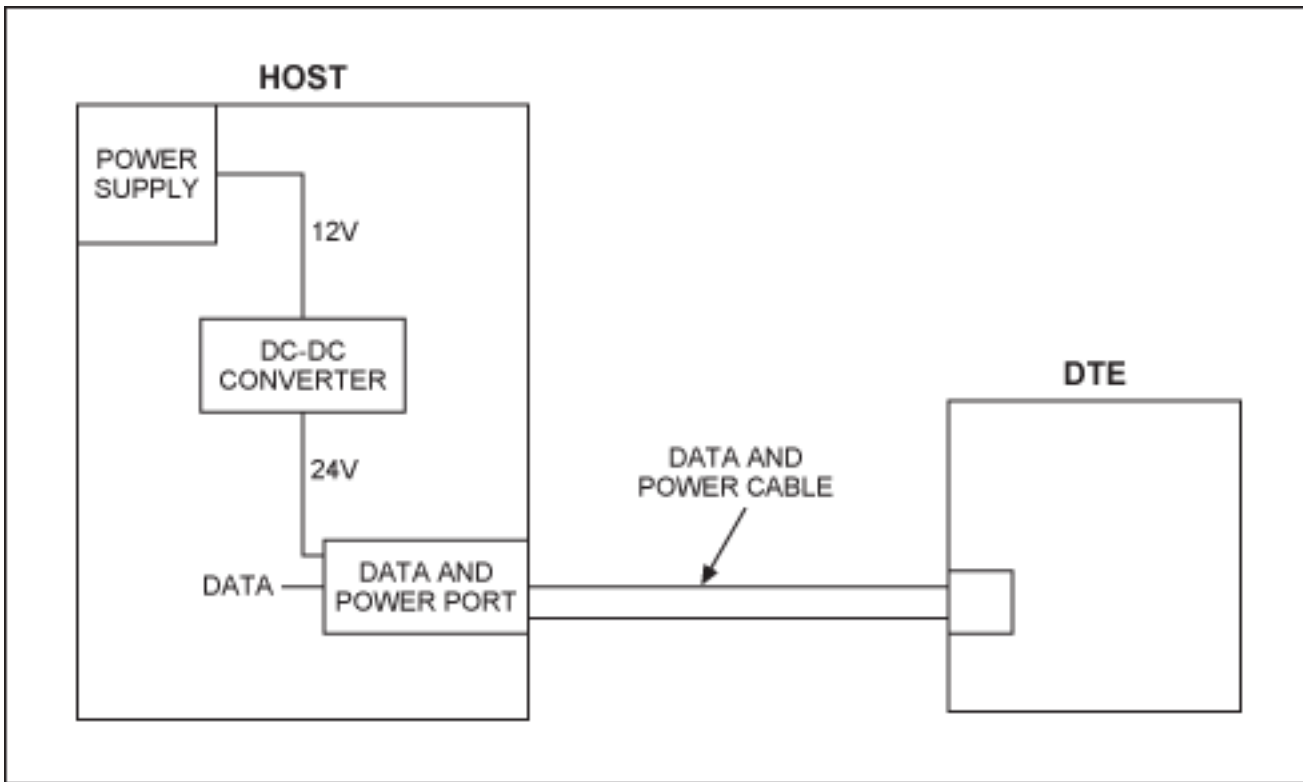 HOST
POWER
SUPPLY
12V
DC-DC
CONVERTER
24V
DATA
DATA AND
POWER PORT
DATA AND
POWER CABLE
DTE